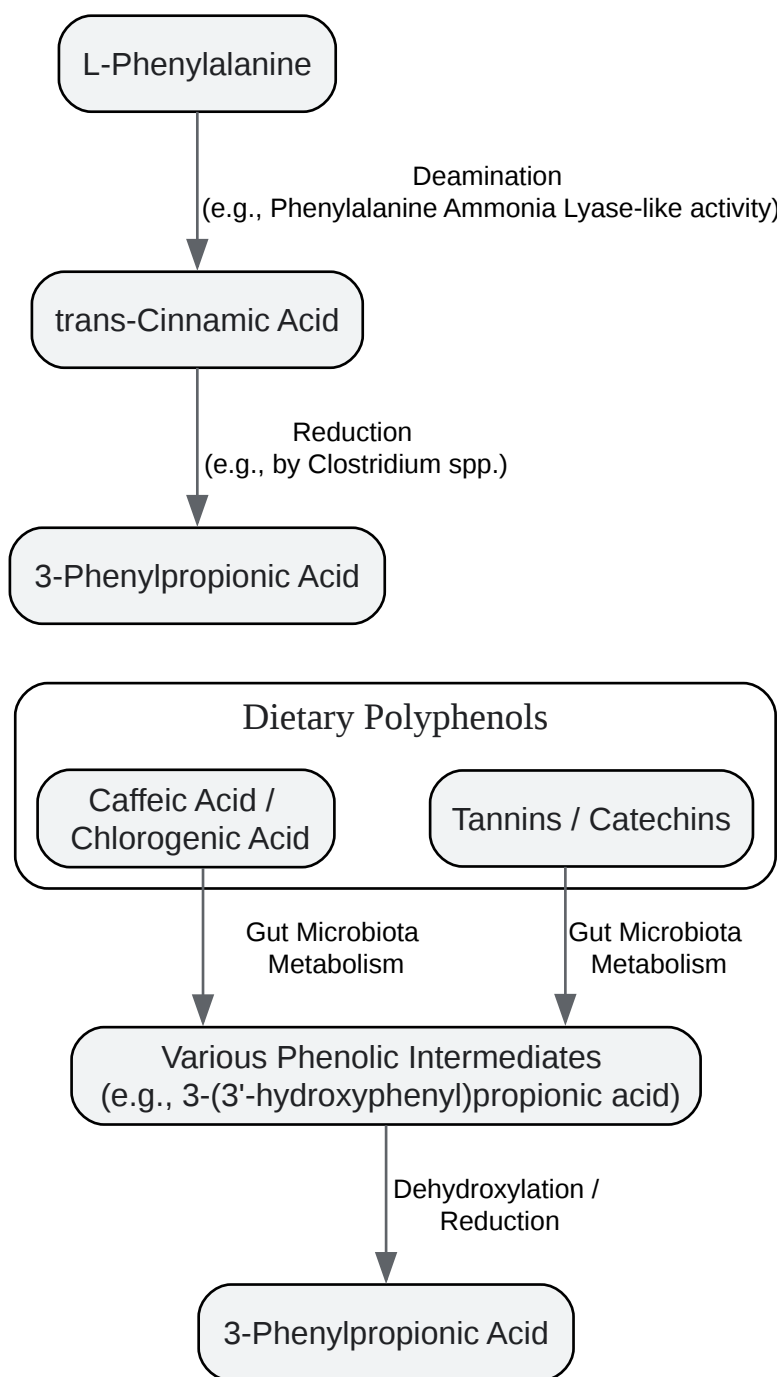 L-Phenylalanine
Deamination
(e.g., Phenylalanine Ammonia Lyase-like activity)
trans-Cinnamic Acid
Reduction
(e.g., by Clostridium spp.)
3-Phenylpropionic Acid
Dietary Polyphenols
Caffeic Acid /
Chlorogenic Acid
Tannins / Catechins
Gut Microbiota
Metabolism
Gut Microbiota
Metabolism
Various Phenolic Intermediates
(e.g., 3-(3'-hydroxyphenyl)propionic acid)
Dehydroxylation /
Reduction
3-Phenylpropionic Acid